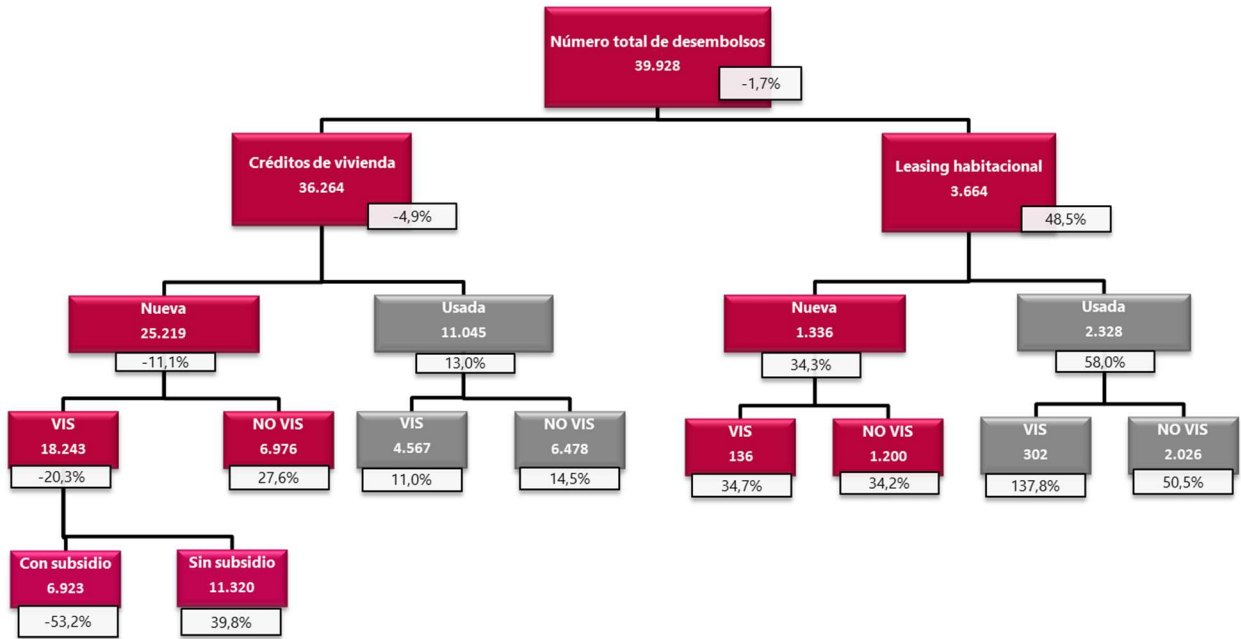 Número total de desembolsos
39.928
-1,7%
Créditos de vivienda
36.264
-4,9%
Leasing habitacional
3.664
48,5%
Nueva
25.219
-11,1%
Usada
11.045
13,0%
Nueva
1.336
34,3%
Usada
2.328
58,0%
VIS
18.243
-20,3%
NO VIS
6.976
27,6%
VIS
4.567
11,0%
NO VIS
6.478
14,5%
VIS
136
34,7%
NO VIS
1.200
34,2%
VIS
302
137,8%
NO VIS
2.026
50,5%
Con subsidio
6.923
-53,2%
Sin subsidio
11.320
39,8%